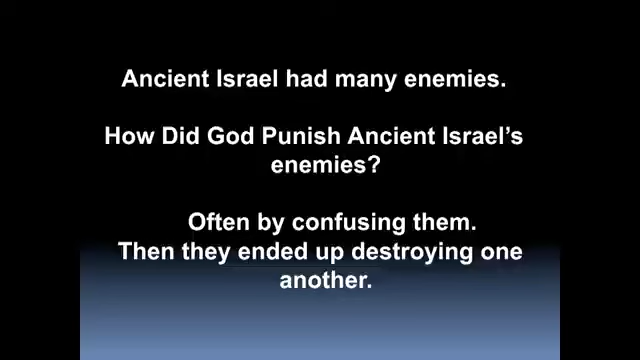 Ancient Israel had many enemies.
How Did God Punish Ancient Israel’s
enemies?
Often by confusing them.
Then they ended up destroying one
another.